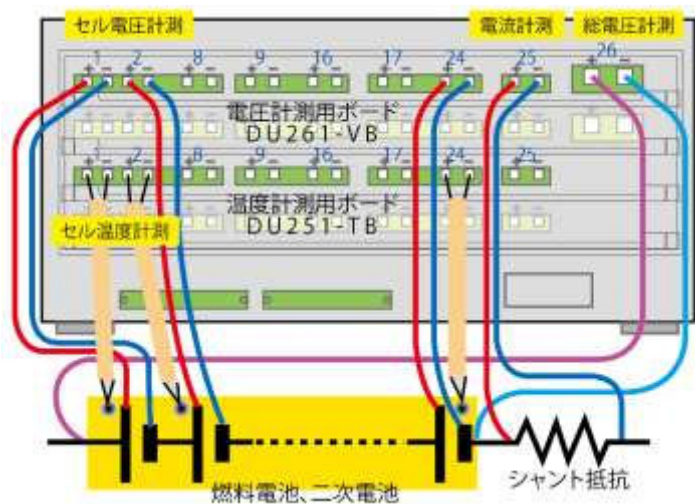 セル電圧計測
電流計測
総電圧計測
1 2 8 9 16 17 24 25 26
+ - + - + - + - + - + - + - + - + -
電圧計測用ボード
DU261-VB
1 2 8 9 16 17 24 25
温度計測用ボード
DU251-TB
セル温度計測
燃料電池、二次電池
シャント抵抗